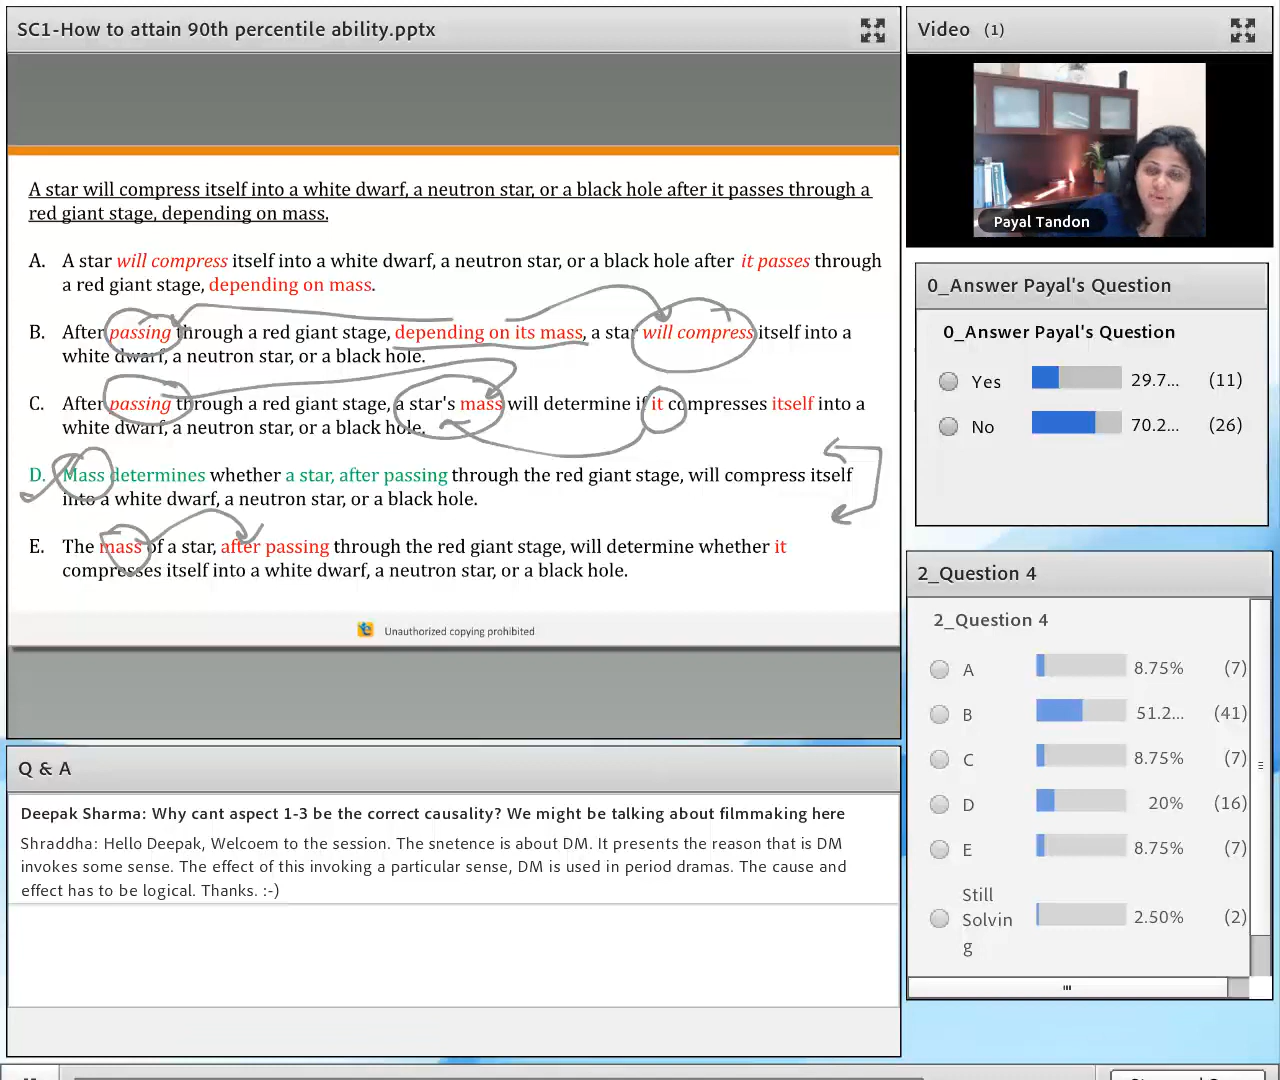 SC1-How to attain 90th percentile ability.pptx
A star will compress itself into a white dwarf, a neutron star, or a black hole after it passes through a
red giant stage, depending on mass.
A. A star will compress itself into a white dwarf, a neutron star, or a black hole after it passes through
a red giant stage, depending on mass.
B. After passing through a red giant stage, depending on its mass, a star will compress itself into a
white dwarf, a neutron star, or a black hole.
C. After passing through a red giant stage, a star's mass will determine if it compresses itself into a
white dwarf, a neutron star, or a black hole.
D. Mass determines whether a star, after passing through the red giant stage, will compress itself
into a white dwarf, a neutron star, or a black hole.
E. The mass of a star, after passing through the red giant stage, will determine whether it
compresses itself into a white dwarf, a neutron star, or a black hole.
Unauthorized copying prohibited
Q & A
Deepak Sharma: Why cant aspect 1-3 be the correct causality? We might be talking about filmmaking here
Shraddha: Hello Deepak, Welcoem to the session. The snetence is about DM. It presents the reason that is DM
invokes some sense. The effect of this invoking a particular sense, DM is used in period dramas. The cause and
effect has to be logical. Thanks. :-)
Video (1)
Payal Tandon
0_Answer Payal's Question
0_Answer Payal's Question
Yes 29.7... (11)
No 70.2... (26)
2_Question 4
2_Question 4
A 8.75% (7)
B 51.2... (41)
C 8.75% (7)
D 20% (16)
E 8.75% (7)
Still
Solvin 2.50% (2)
g